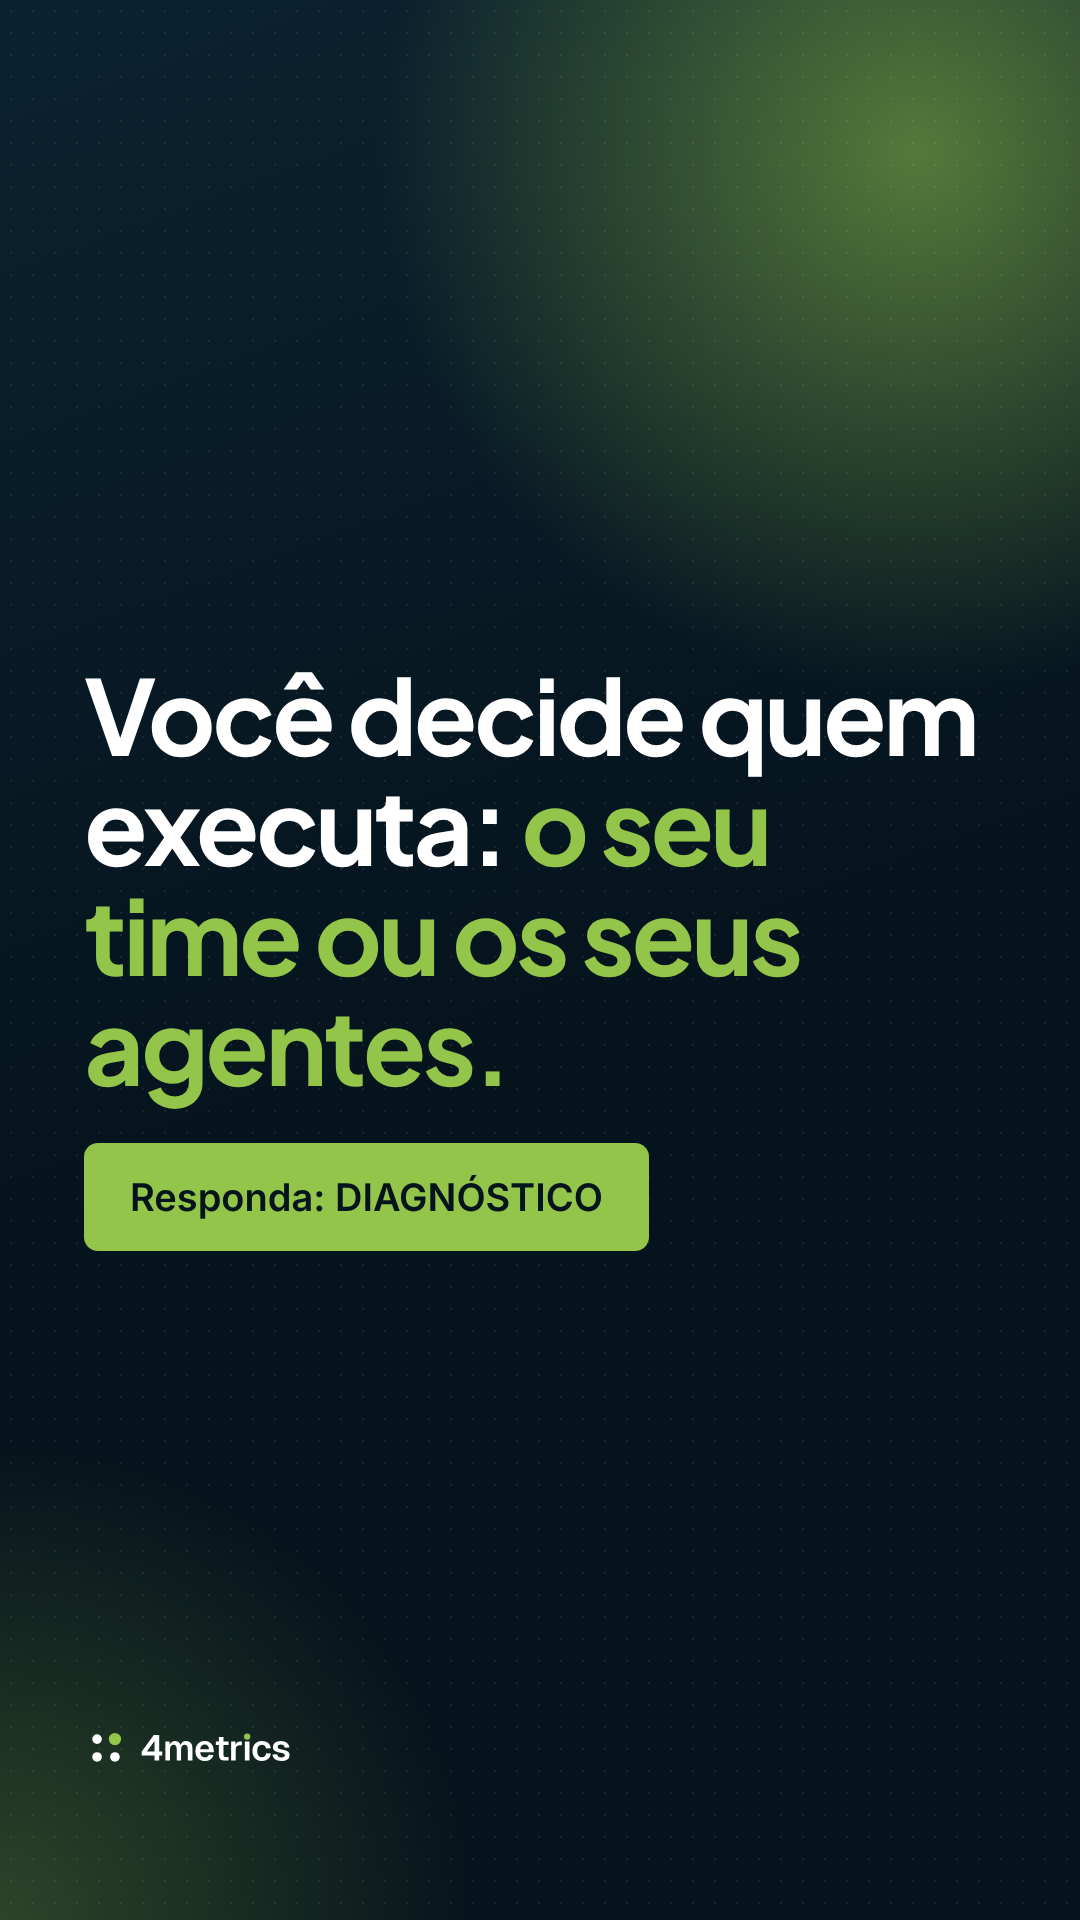 Você decide quem
executa: o seu
time ou os seus
agentes.
Responda: DIAGNÓSTICO
4metrics